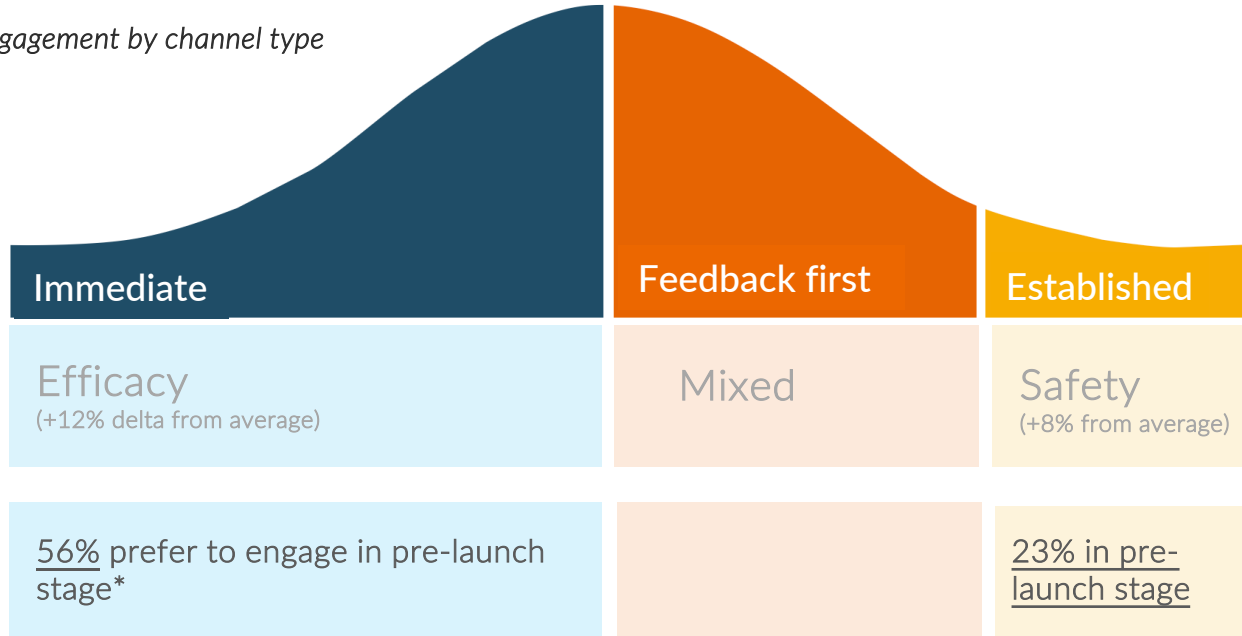 gagement by channel type
Immediate
Feedback first
Established
Efficacy
(+12% delta from average)
Mixed
Safety
(+8% from average)
56% prefer to engage in pre-launch
stage*
23% in pre-
launch stage